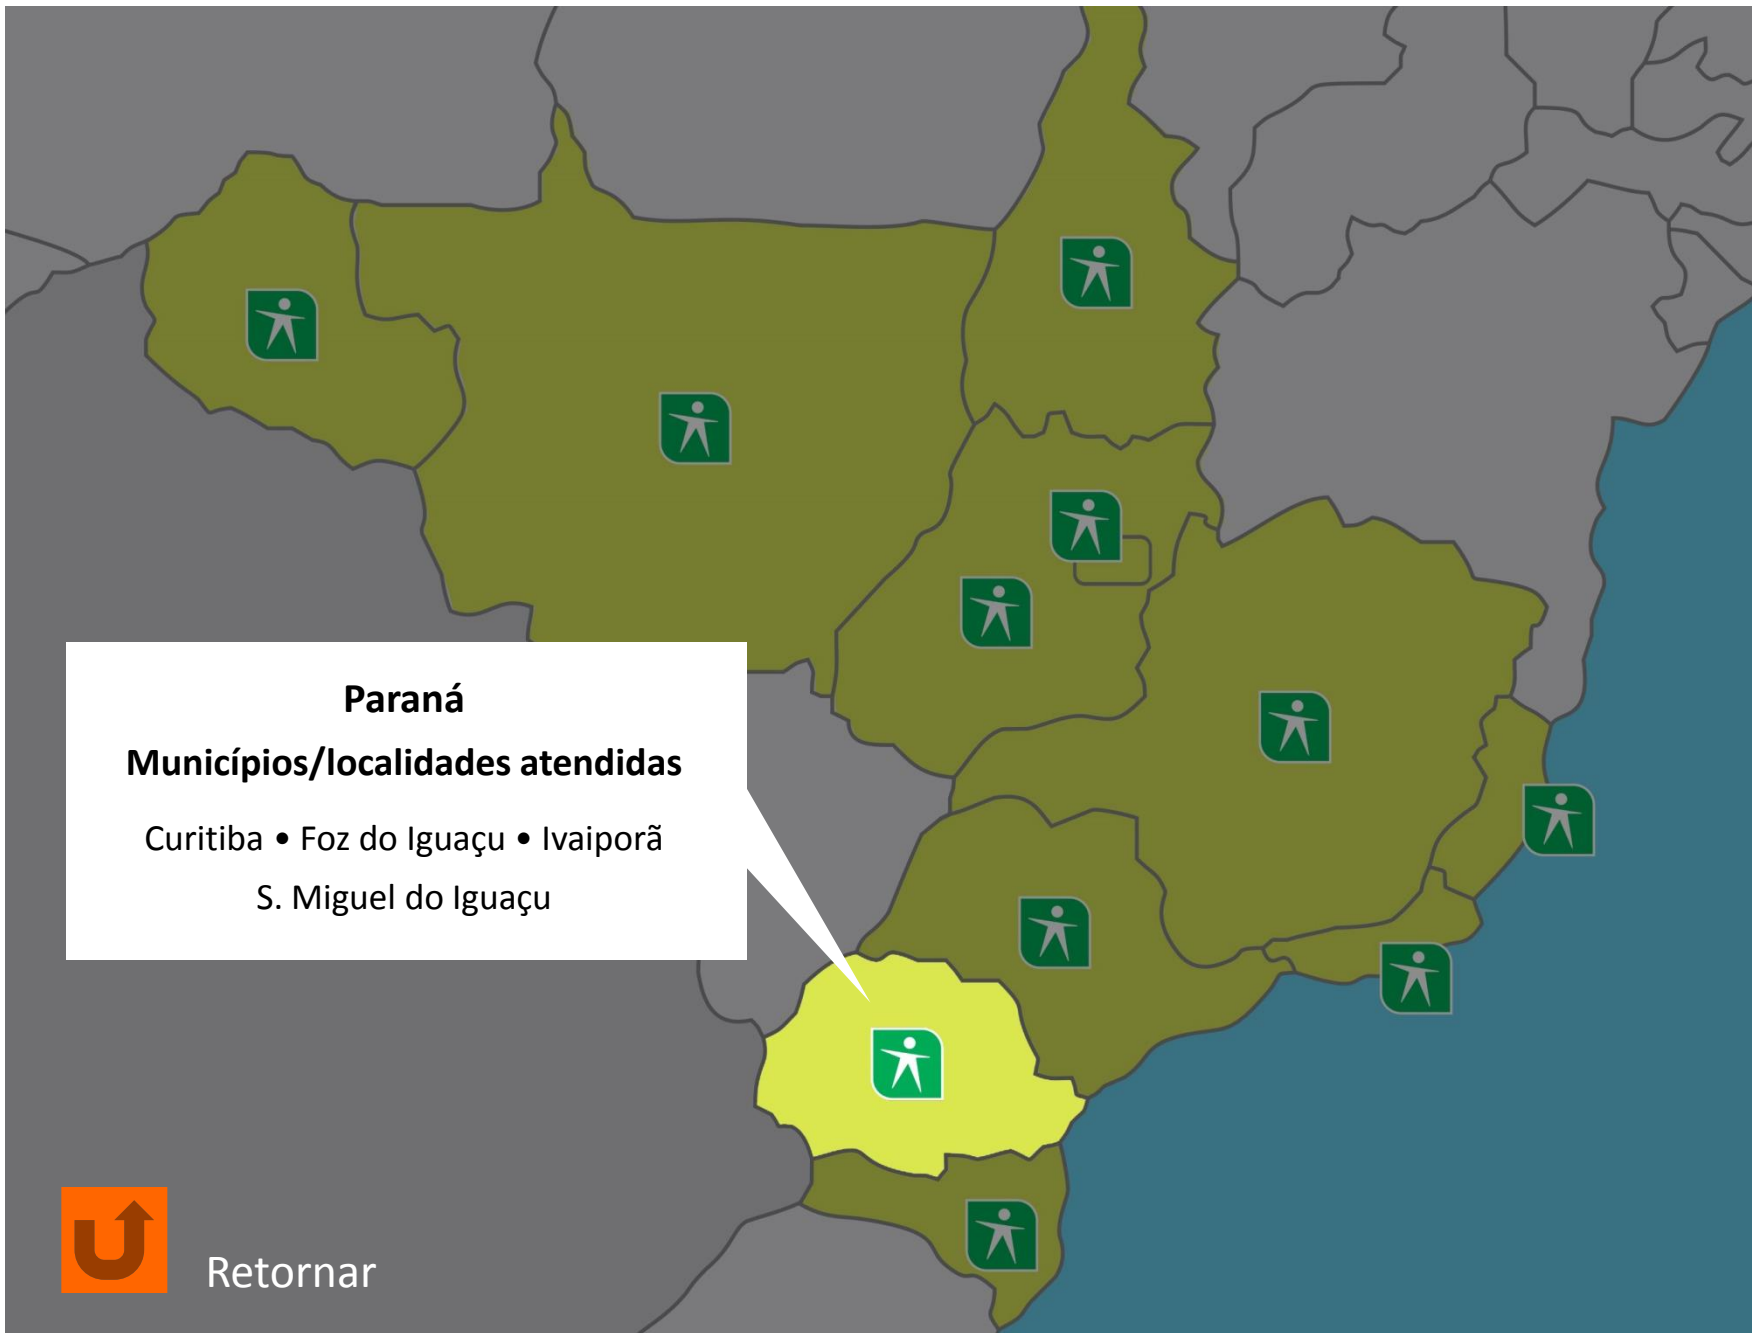 Paraná
Municípios/localidades atendidas
Curitiba • Foz do Iguaçu • Ivaiporã
S. Miguel do Iguaçu
Retornar